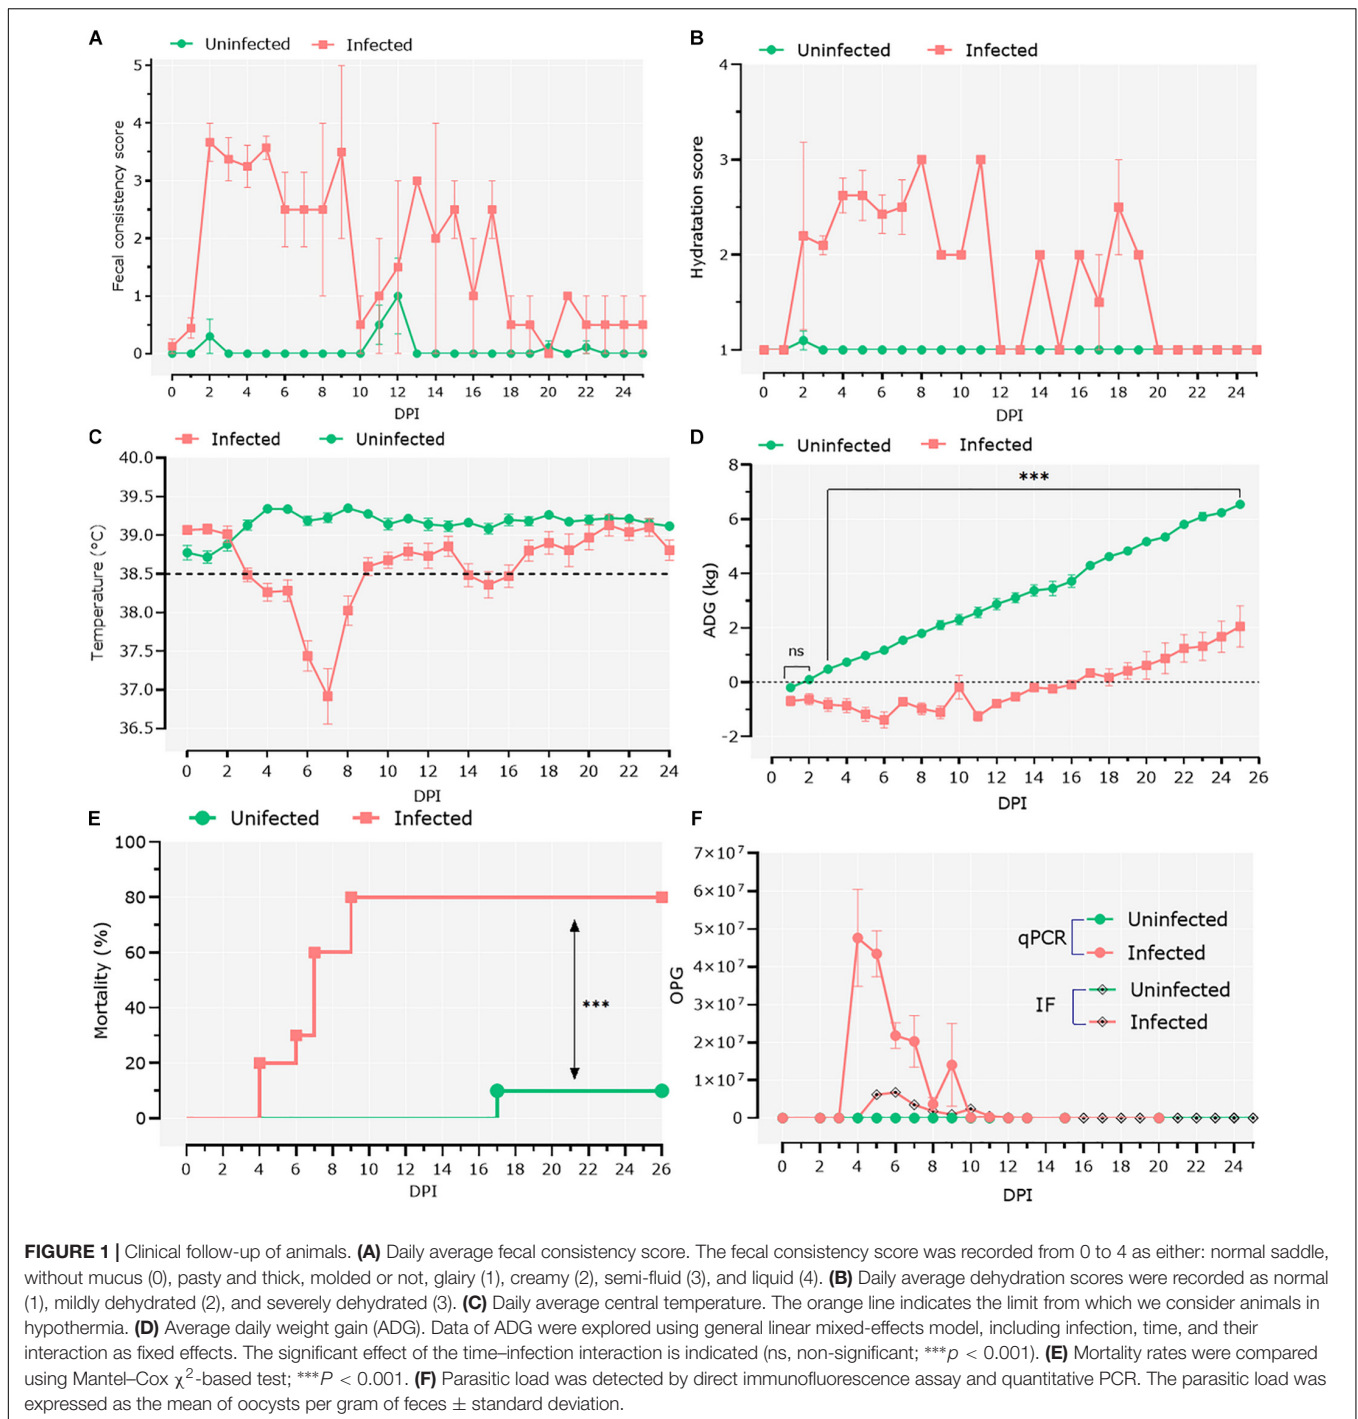 A
Uninfected Infected
Fecal consistency score
5
4
3
2
1
0
0 2 4 6 8 10 12 14 16 18 20 22 24
DPI
B
Uninfected Infected
Hydratation score
4
3
2
1
0 2 4 6 8 10 12 14 16 18 20 22 24
DPI
C
Infected Uninfected
Temperature (°C)
40.0
39.5
39.0
38.5
38.0
37.5
37.0
36.5
0 2 4 6 8 10 12 14 16 18 20 22 24
DPI
D
Uninfected Infected
ADG (kg)
8
6
4
2
0
-2
ns
***
0 2 4 6 8 10 12 14 16 18 20 22 24 26
DPI
E
Unifected Infected
Mortality (%)
100
80
60
40
20
0
***
0 2 4 6 8 10 12 14 16 18 20 22 24 26
DPI
F
OPG
7×10⁷
6×10⁷
5×10⁷
4×10⁷
3×10⁷
2×10⁷
1×10⁷
0
qPCR
Uninfected
Infected
IF
Uninfected
Infected
0 2 4 6 8 10 12 14 16 18 20 22 24
DPI
FIGURE 1 | Clinical follow-up of animals. (A) Daily average fecal consistency score. The fecal consistency score was recorded from 0 to 4 as either: normal saddle,
without mucus (0), pasty and thick, molded or not, glairy (1), creamy (2), semi-fluid (3), and liquid (4). (B) Daily average dehydration scores were recorded as normal
(1), mildly dehydrated (2), and severely dehydrated (3). (C) Daily average central temperature. The orange line indicates the limit from which we consider animals in
hypothermia. (D) Average daily weight gain (ADG). Data of ADG were explored using general linear mixed-effects model, including infection, time, and their
interaction as fixed effects. The significant effect of the time–infection interaction is indicated (ns, non-significant; ***p < 0.001). (E) Mortality rates were compared
using Mantel–Cox χ²-based test; ***P < 0.001. (F) Parasitic load was detected by direct immunofluorescence assay and quantitative PCR. The parasitic load was
expressed as the mean of oocysts per gram of feces ± standard deviation.